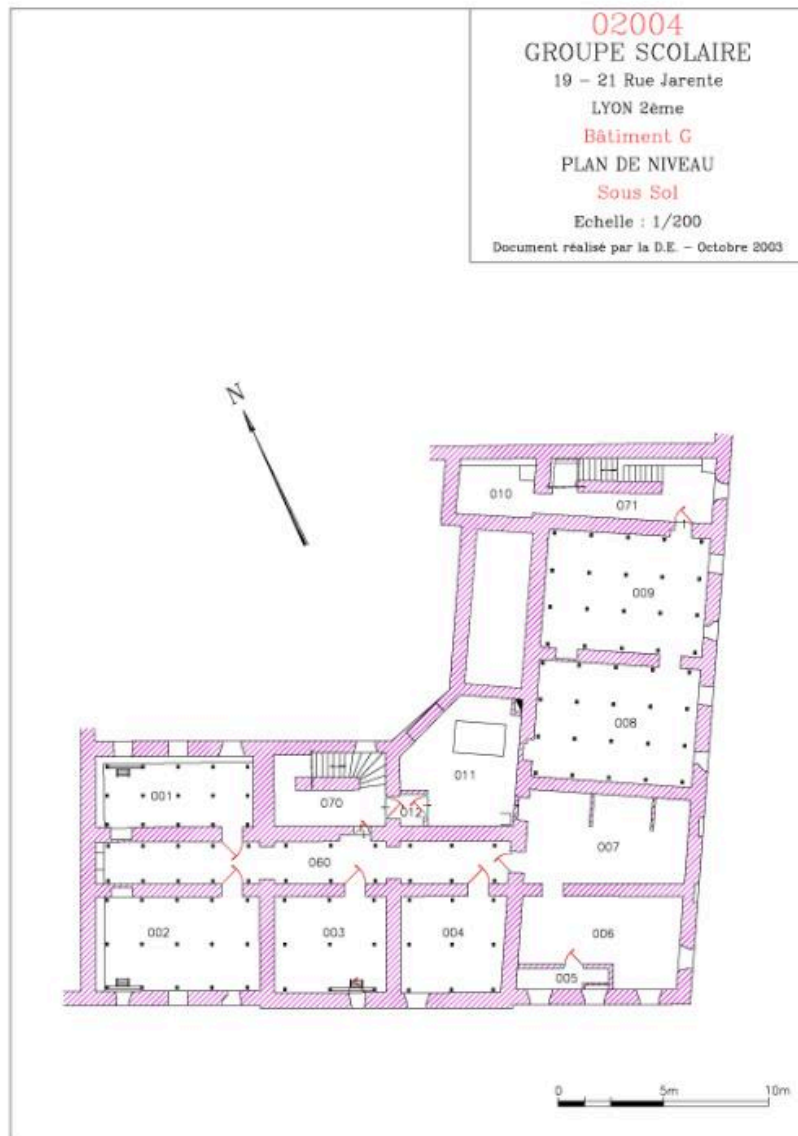 02004
GROUPE SCOLAIRE
19 - 21 Rue Jarente
LYON 2ème
Bâtiment G
PLAN DE NIVEAU
Sous Sol
Echelle : 1/200
Document réalisé par la D.E. - Octobre 2003
N
010
071
009
008
011
001
070
012
007
060
002
003
004
006
005
0 5m 10m